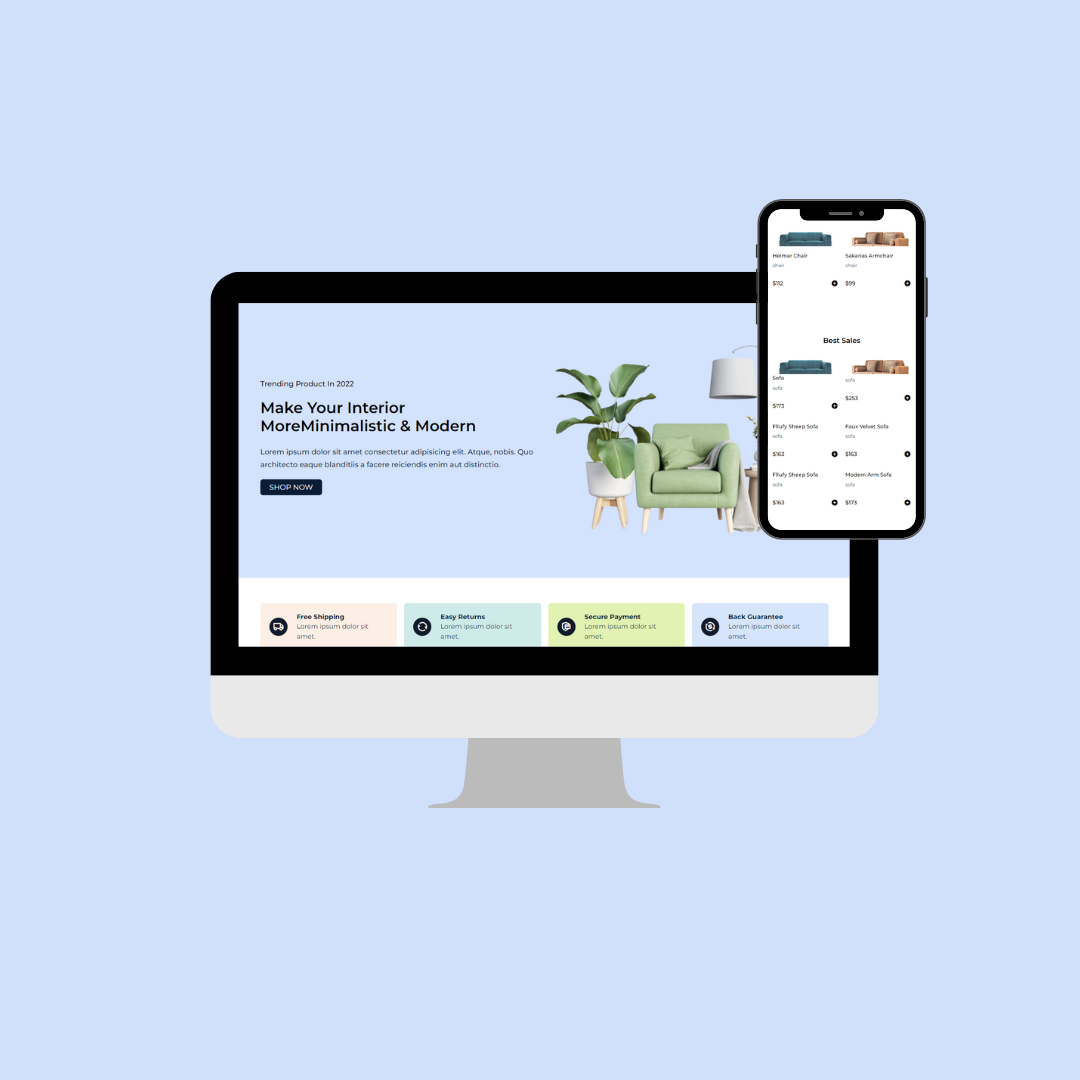 Trending Product In 2022
Make Your Interior
MoreMinimalistic & Modern
Lorem ipsum dolor sit amet consectetur adipisicing elit. Atque, nobis. Quo
architecto eaque blanditiis a facere reiciendis enim aut distinctio.
SHOP NOW
Free Shipping
Lorem ipsum dolor sit
amet.
Easy Returns
Lorem ipsum dolor sit
amet.
Secure Payment
Lorem ipsum dolor sit
amet.
Back Guarantee
Lorem ipsum dolor sit
amet.
Helmar Chair
chair
$112
Sakarias Armchair
chair
$99
Best Sales
Sofa
sofa
$173
sofa
$253
Fllufy Sheep Sofa
sofa
$163
Faux Velvet Sofa
sofa
$163
Fllufy Sheep Sofa
sofa
$163
Modern Arm Sofa
sofa
$173